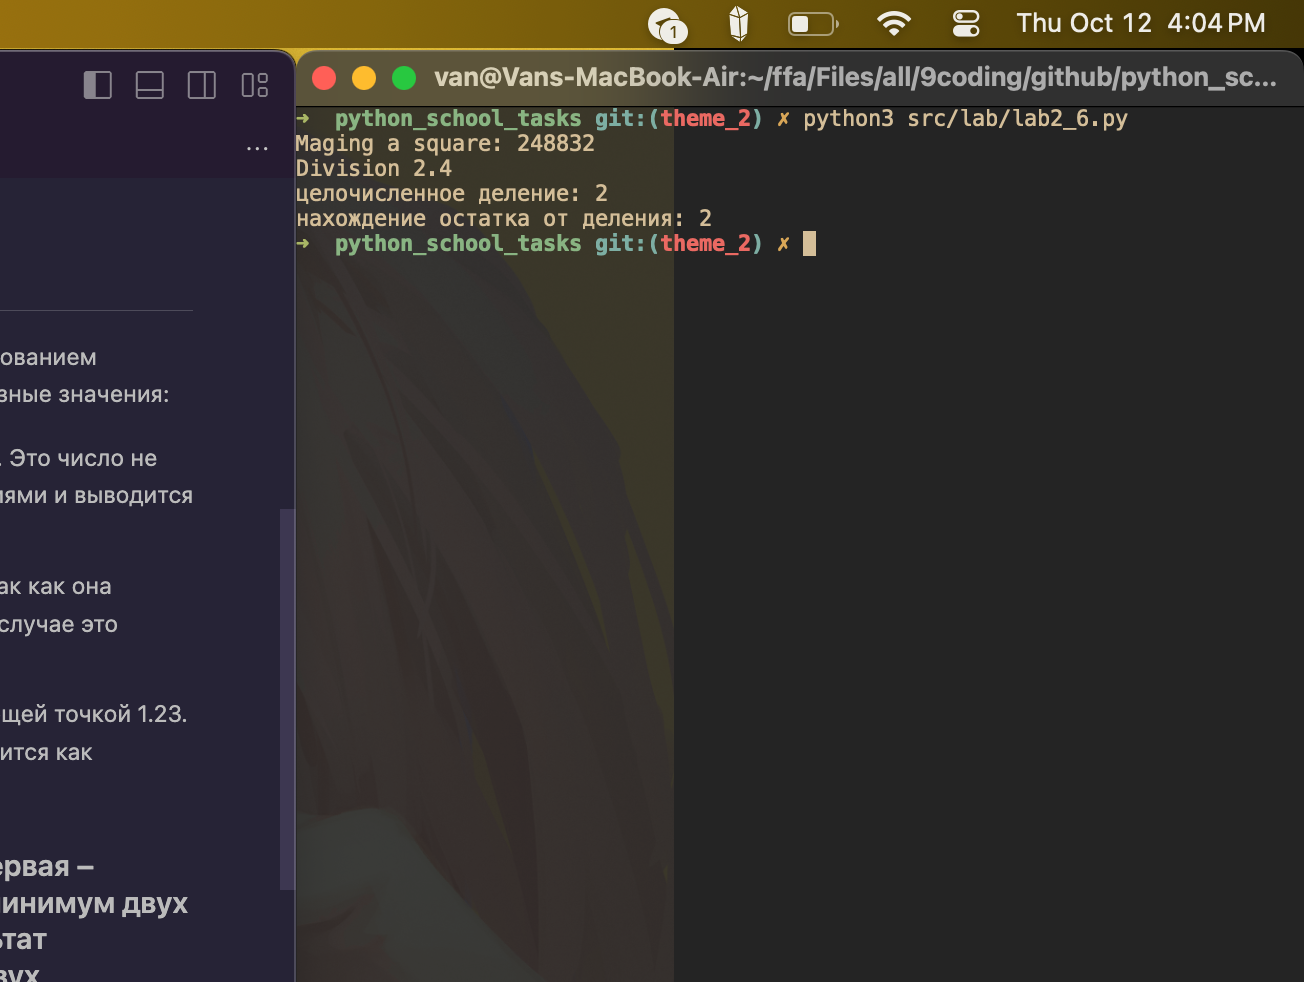 1
Thu Oct 12 4:04 PM
van@Vans-MacBook-Air:~/ffa/Files/all/9coding/github/python_sc...
➜ python_school_tasks git:(theme_2) ✗ python3 src/lab/lab2_6.py
Maging a square: 248832
Division 2.4
целочисленное деление: 2
нахождение остатка от деления: 2
➜ python_school_tasks git:(theme_2) ✗
...
ованием
зные значения:
. Это число не
иями и выводится
ак как она
случае это
щей точкой 1.23.
ится как
ервая –
инимум двух
ьтат
вух